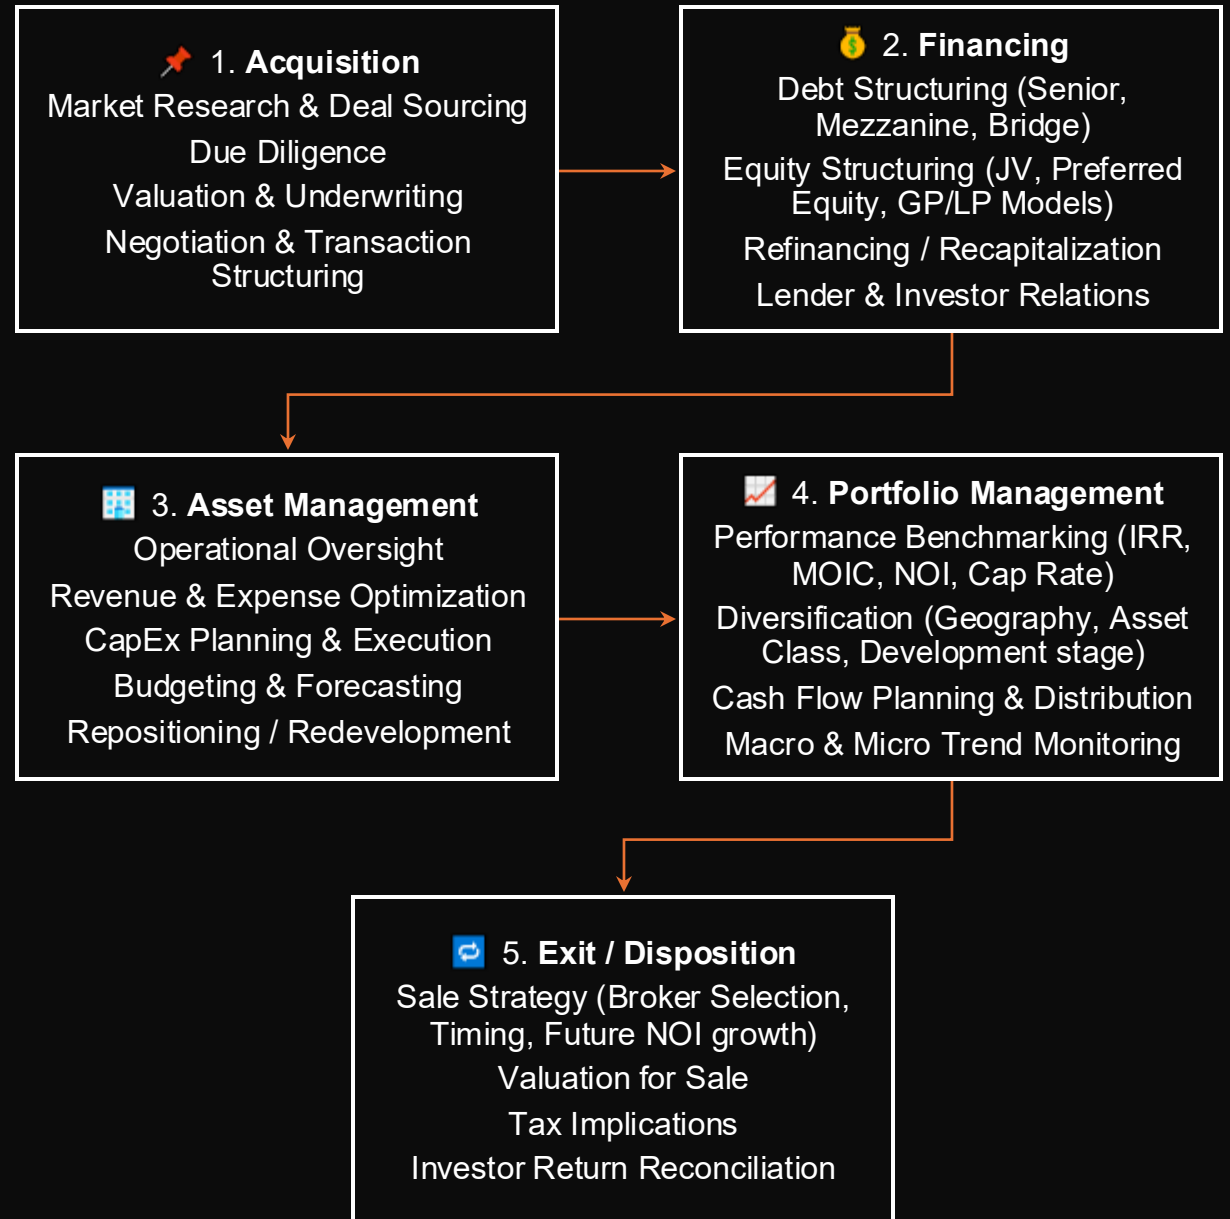 1. Acquisition
Market Research & Deal Sourcing
Due Diligence
Valuation & Underwriting
Negotiation & Transaction
Structuring
2. Financing
Debt Structuring (Senior,
Mezzanine, Bridge)
Equity Structuring (JV, Preferred
Equity, GP/LP Models)
Refinancing / Recapitalization
Lender & Investor Relations
3. Asset Management
Operational Oversight
Revenue & Expense Optimization
CapEx Planning & Execution
Budgeting & Forecasting
Repositioning / Redevelopment
4. Portfolio Management
Performance Benchmarking (IRR,
MOIC, NOI, Cap Rate)
Diversification (Geography, Asset
Class, Development stage)
Cash Flow Planning & Distribution
Macro & Micro Trend Monitoring
5. Exit / Disposition
Sale Strategy (Broker Selection,
Timing, Future NOI growth)
Valuation for Sale
Tax Implications
Investor Return Reconciliation